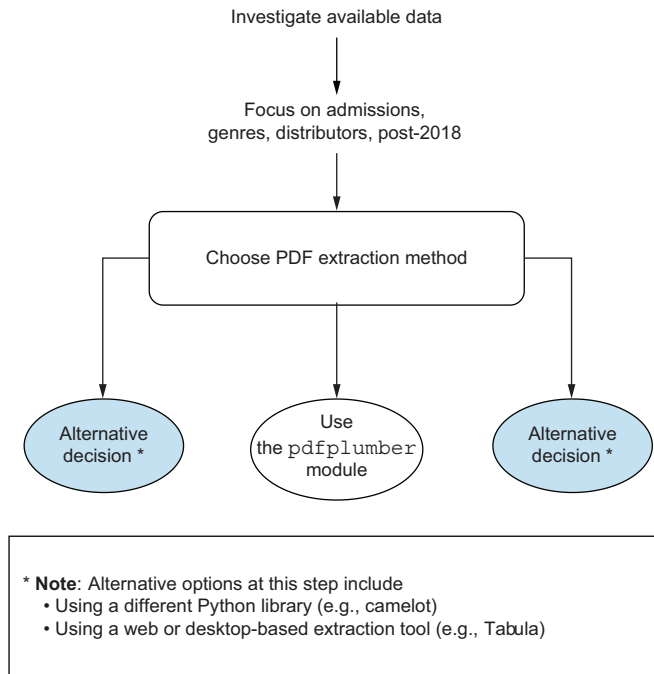 Investigate available data
Focus on admissions,
genres, distributors, post-2018
Choose PDF extraction method
Alternative
decision *
Use
the pdfplumber
module
Alternative
decision *
* Note: Alternative options at this step include
• Using a different Python library (e.g., camelot)
• Using a web or desktop-based extraction tool (e.g., Tabula)